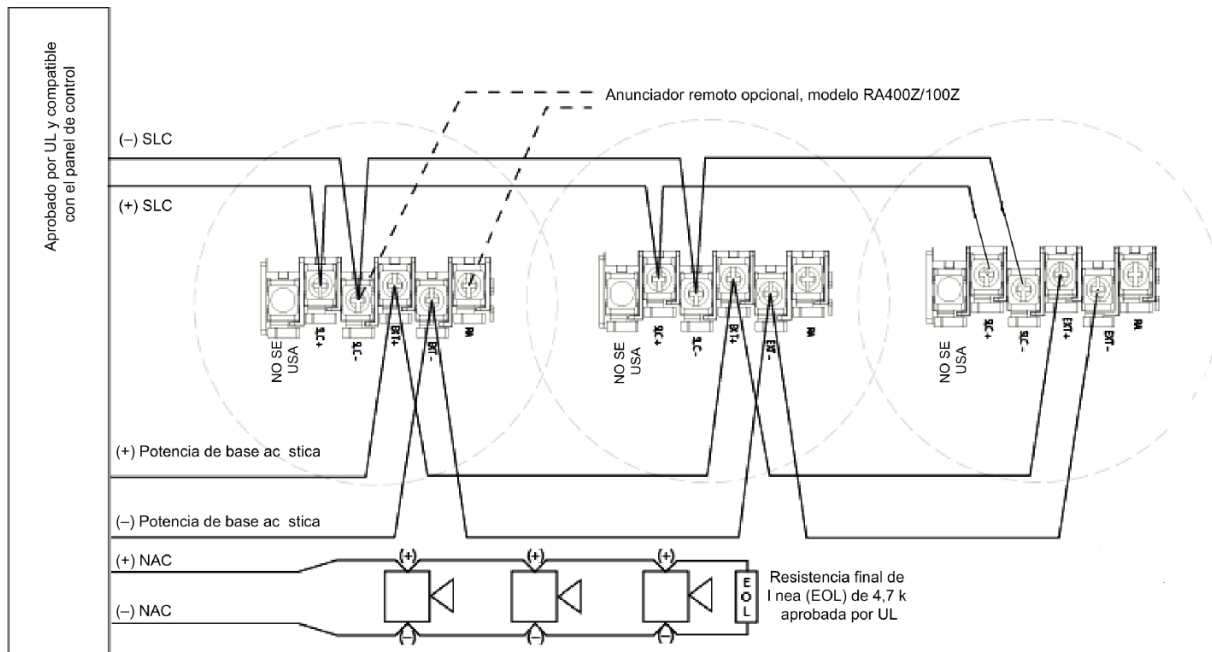 Aprobado por UL y compatible
con el panel de control
Anunciador remoto opcional, modelo RA400Z/100Z
(–) SLC
(+) SLC
NO SE
USA
SLC +
SLC -
EXT +
EXT -
RA
NO SE
USA
SLC +
SLC -
EXT +
EXT -
RA
NO SE
USA
SLC +
SLC -
EXT +
EXT -
RA
(+) Potencia de base ac stica
(–) Potencia de base ac stica
(+) NAC
(–) NAC
(+)
(+)
(+)
(–)
(–)
(–)
EOL
Resistencia final de
l nea (EOL) de 4,7 k
aprobada por UL